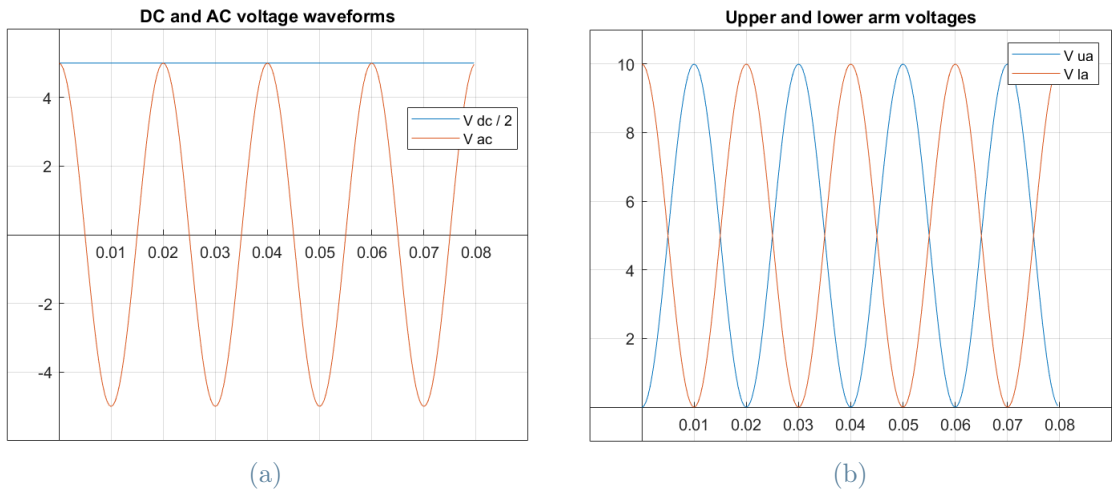 DC and AC voltage waveforms
4
2
-2
-4
0.01 0.02 0.03 0.04 0.05 0.06 0.07 0.08
V dc / 2
V ac
(a)
Upper and lower arm voltages
10
8
6
4
2
0.01 0.02 0.03 0.04 0.05 0.06 0.07 0.08
V ua
V la
(b)